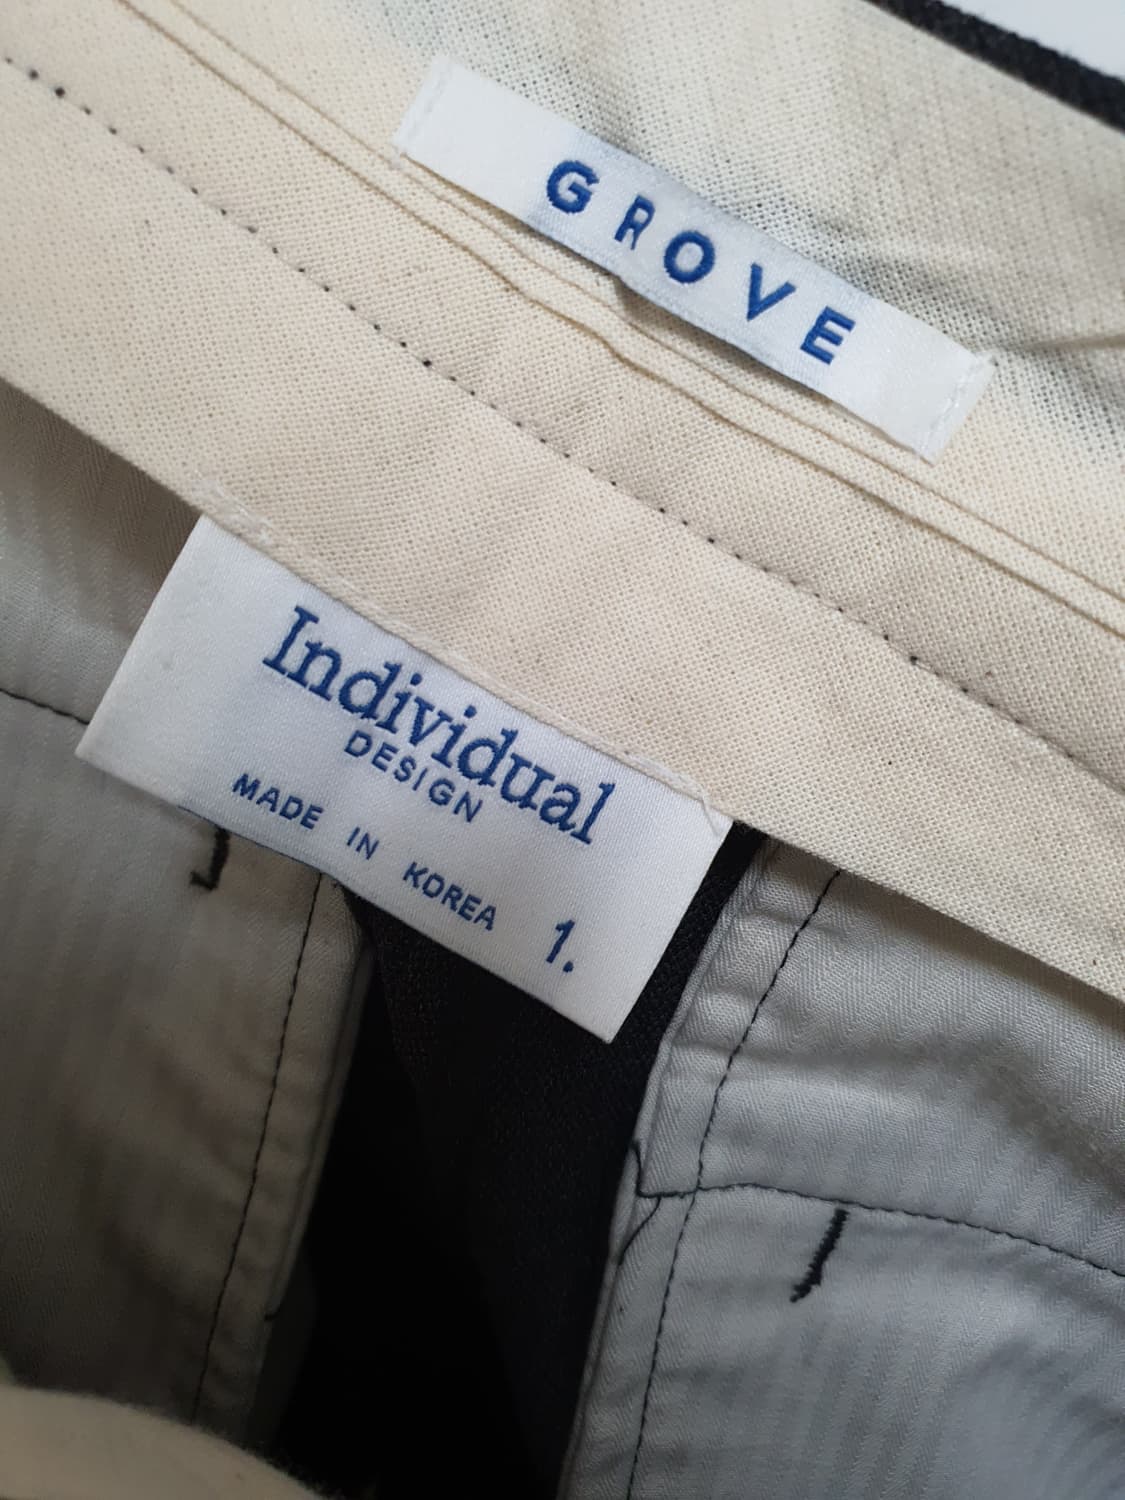 GROVE
Individual
DESIGN
MADE IN KOREA 1.